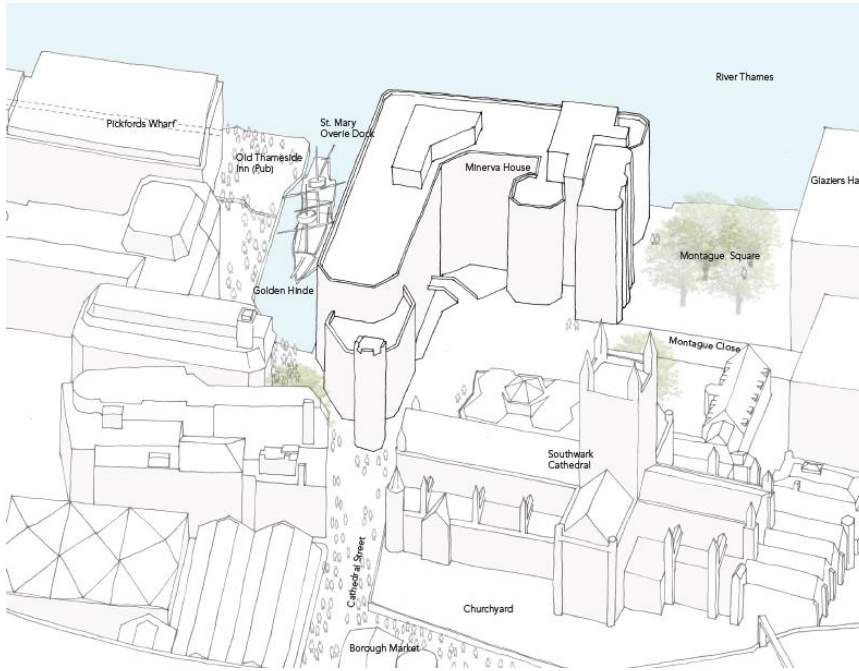 River Thames
Pickfords Wharf
St. Mary
Overie Dock
Old Thameside
Inn (Pub)
Minerva House
Glaziers Ha
Montague Square
Golden Hinde
Montague Close
Southwark
Cathedral
Cathedral Street
Churchyard
Borough Market